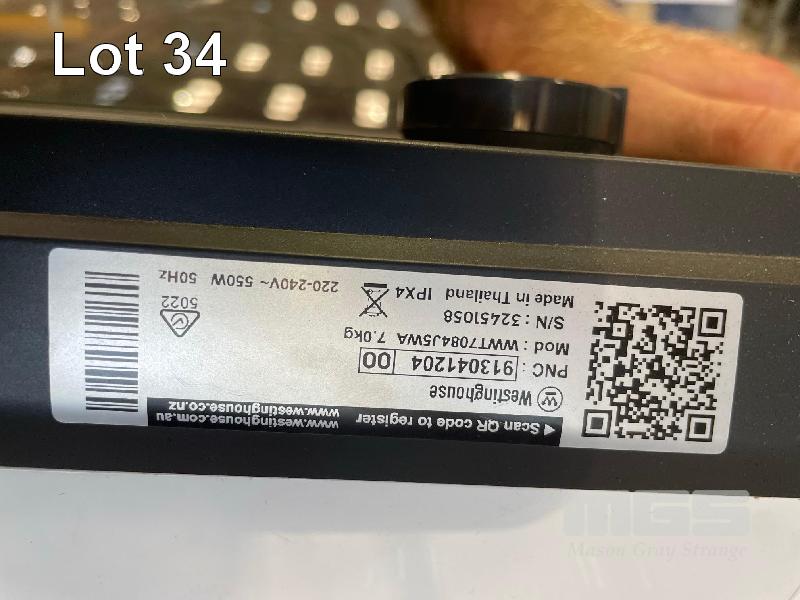 Lot 34
◄ Scan QR code to register
www.westinghouse.com.au
www.westinghouse.co.nz
Westinghouse
PNC : 913041204 00
Mod : WWT7084J5WA 7.0kg
S/N : 32451058
Made in Thailand IPX4
5022
220-240V~ 550W 50Hz
MGS
Mason Gray Strange